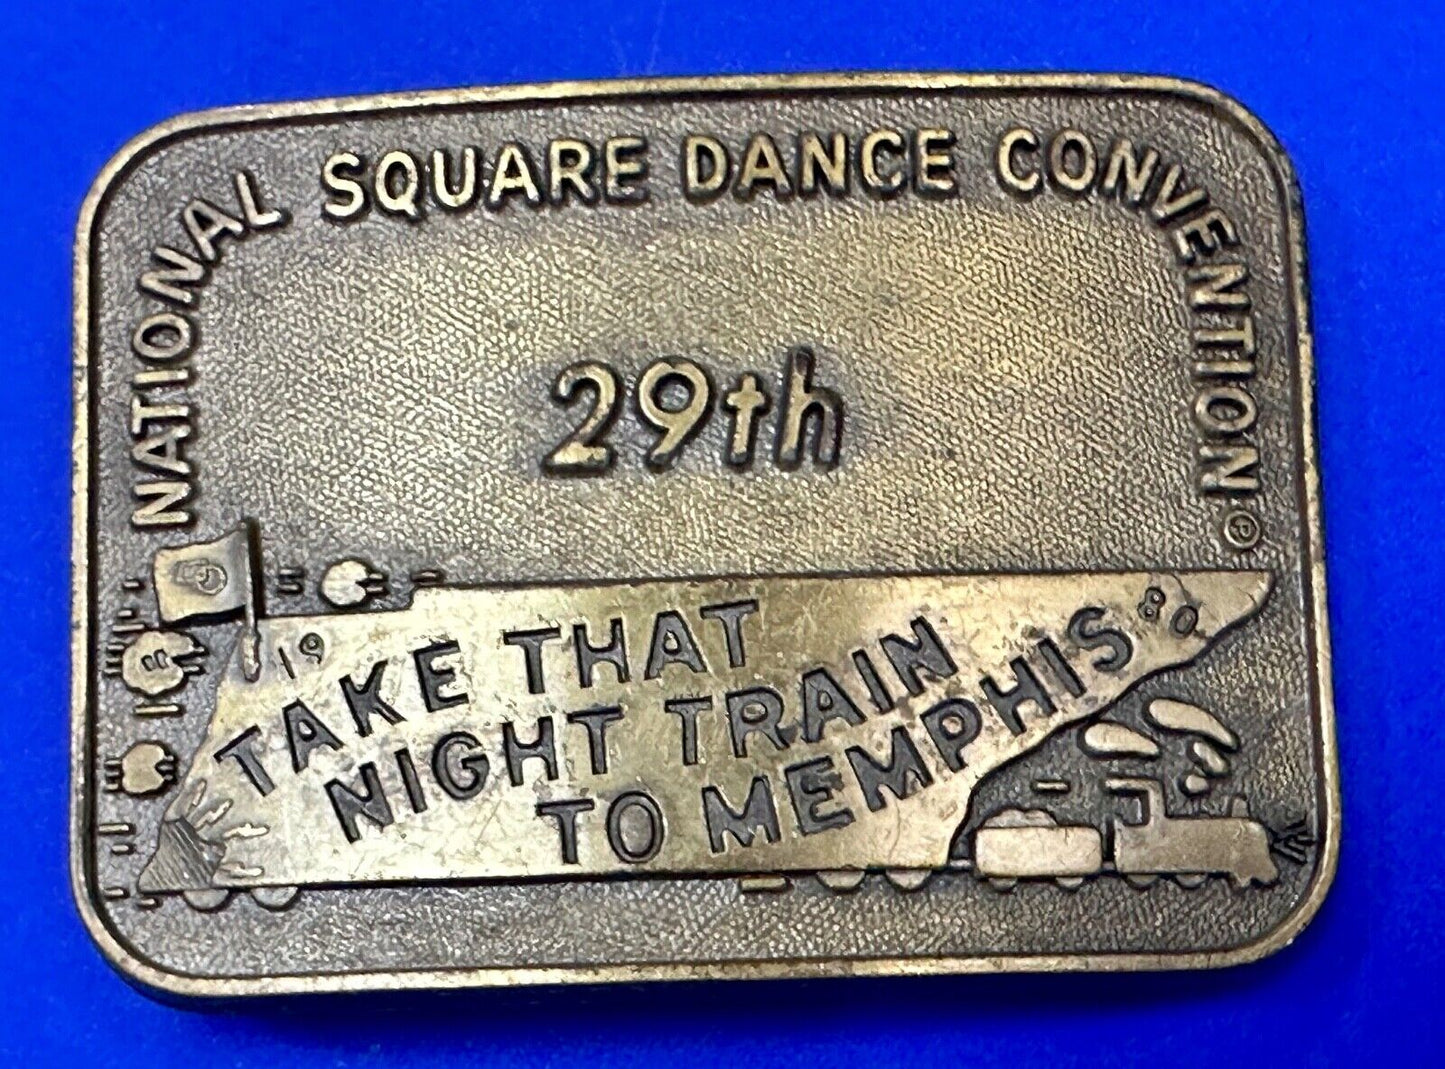 NATIONAL SQUARE DANCE CONVENTION ®
29th
19 80
TAKE THAT
NIGHT TRAIN
TO MEMPHIS